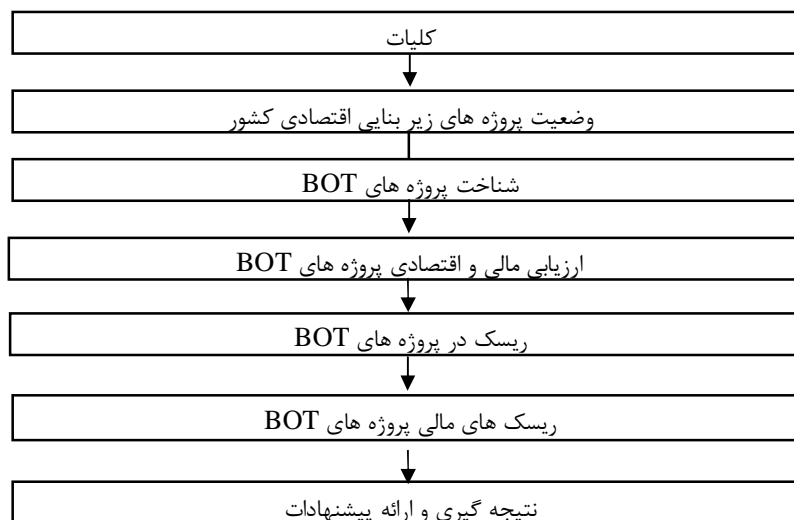 کلیات
وضعیت پروژه های زیر بنایی اقتصادی کشور
شناخت پروژه های BOT
ارزیابی مالی و اقتصادی پروژه های BOT
ریسک در پروژه های BOT
ریسک های مالی پروژه های BOT
نتیجه گیری و ارائه پیشنهادات